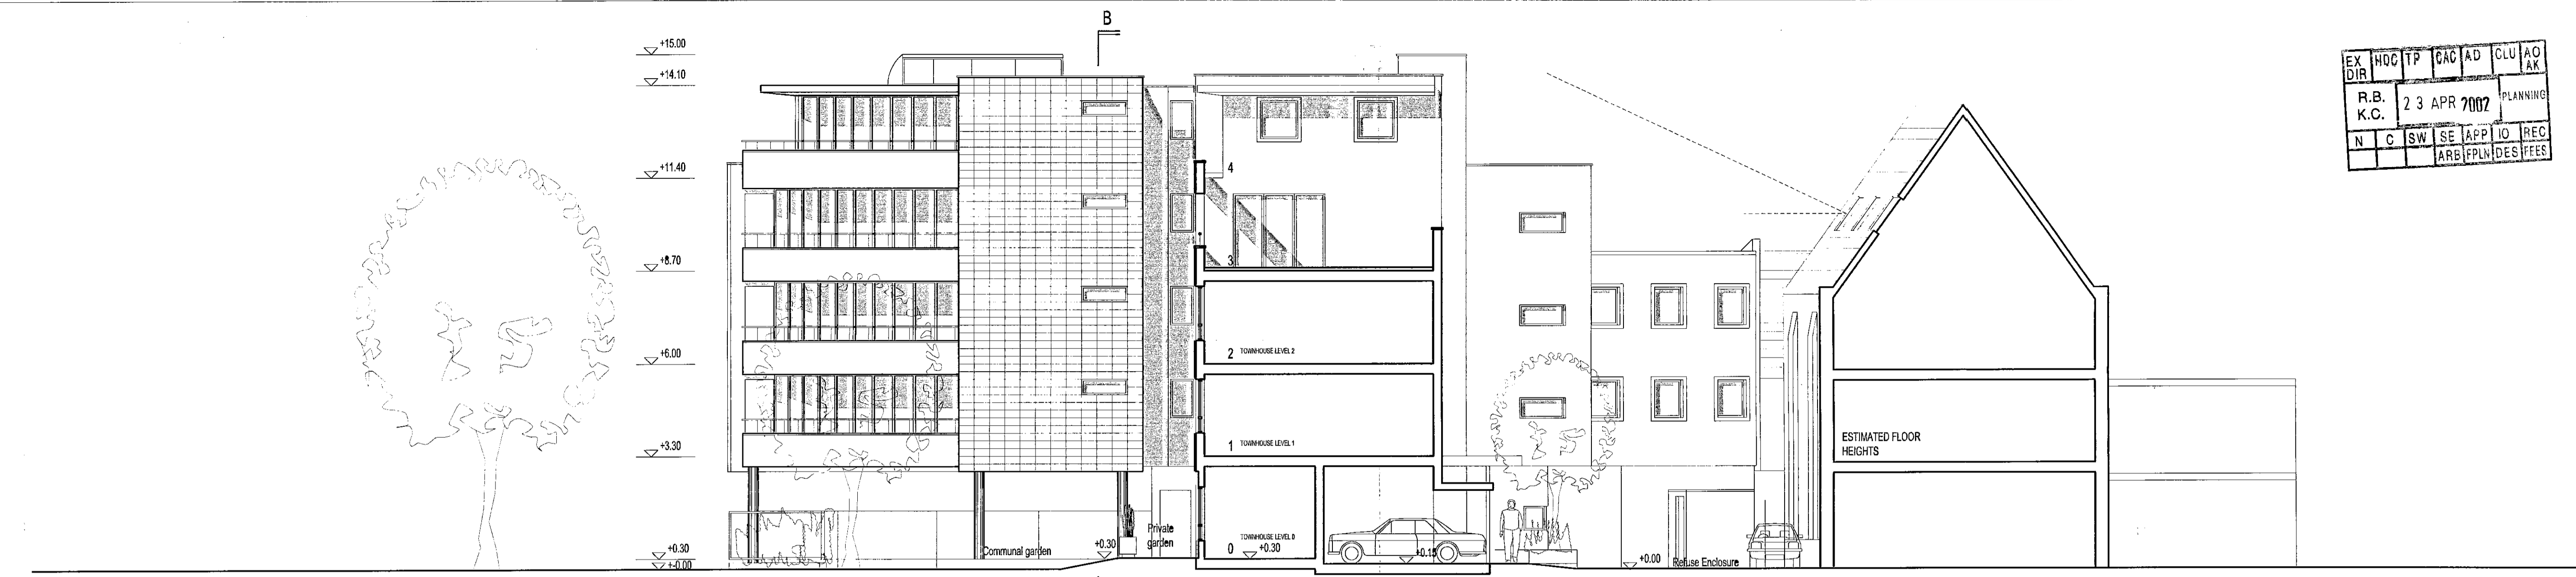 B
+15.00
+14.10
+11.40
+8.70
+6.00
+3.30
+0.30
+-0.00
4
3
2 TOWNHOUSE LEVEL 2
1 TOWNHOUSE LEVEL 1
0 TOWNHOUSE LEVEL 0
+0.30
Communal garden
+0.30
Private
garden
+0.15
+0.00
Refuse Enclosure
ESTIMATED FLOOR
HEIGHTS
EX DIR HDC TP CAC AD CLU AO AK
R.B.
K.C.
23 APR 2002
PLANNING
N C SW SE APP IO REC
ARB FPLN DES FEES